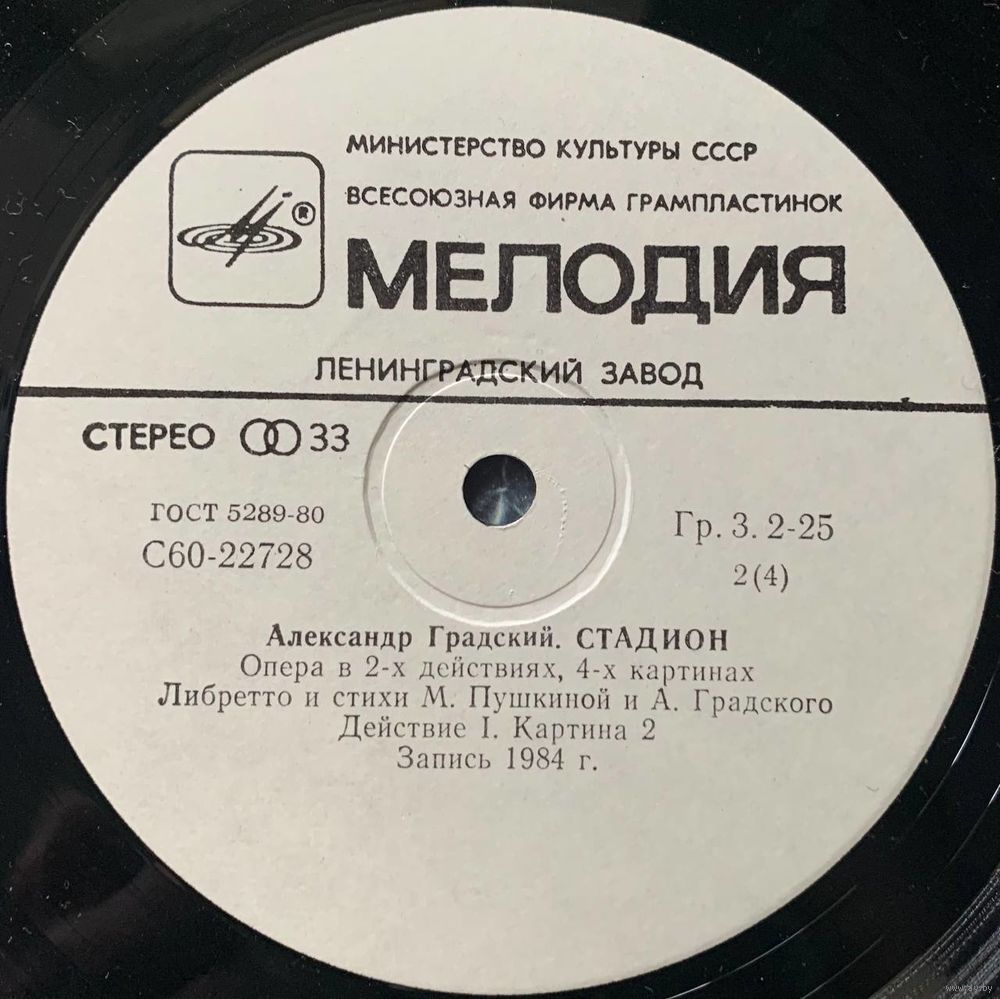 МИНИСТЕРСТВО КУЛЬТУРЫ СССР
ВСЕСОЮЗНАЯ ФИРМА ГРАМПЛАСТИНОК
®
МЕЛОДИЯ
ЛЕНИНГРАДСКИЙ ЗАВОД
СТЕРЕО 33
ГОСТ 5289-80
С60-22728
Гр. 3. 2-25
2(4)
Александр Градский. СТАДИОН
Опера в 2-х действиях, 4-х картинах
Либретто и стихи М. Пушкиной и А. Градского
Действие I. Картина 2
Запись 1984 г.